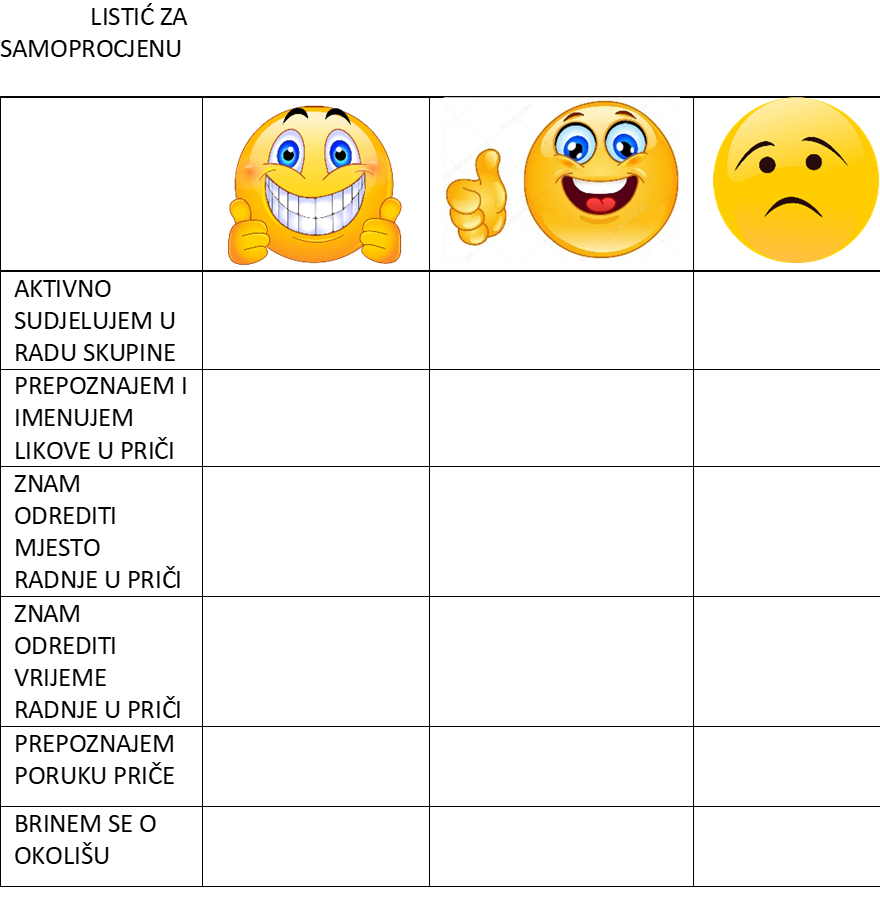 LISTIĆ ZA
SAMOPROCJENU
AKTIVNO
SUDJELUJEM U
RADU SKUPINE
PREPOZNAJEM I
IMENUJEM
LIKOVE U PRIČI
ZNAM
ODREDITI
MJESTO
RADNJE U PRIČI
ZNAM
ODREDITI
VRIJEME
RADNJE U PRIČI
PREPOZNAJEM
PORUKU PRIČE
BRINEM SE O
OKOLIŠU